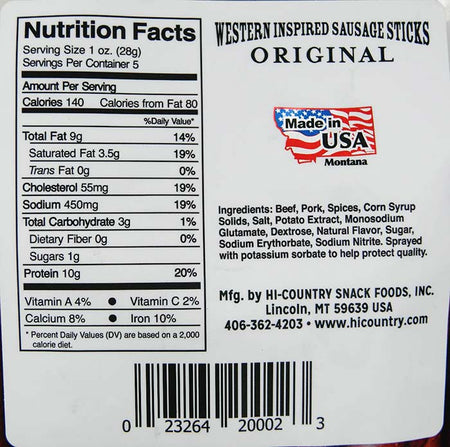 Nutrition Facts
Serving Size 1 oz. (28g)
Servings Per Container 5
Amount Per Serving
Calories 140 Calories from Fat 80
%Daily Value*
Total Fat 9g 14%
Saturated Fat 3.5g 19%
Trans Fat 0g 0%
Cholesterol 55mg 19%
Sodium 450mg 19%
Total Carbohydrate 3g 1%
Dietary Fiber 0g 0%
Sugars 1g
Protein 10g 20%
Vitamin A 4% ● Vitamin C 2%
Calcium 8% ● Iron 10%
* Percent Daily Values (DV) are based on a 2,000
calorie diet.
WESTERN INSPIRED SAUSAGE STICKS
ORIGINAL
Made in
USA
Montana
Ingredients: Beef, Pork, Spices, Corn Syrup
Solids, Salt, Potato Extract, Monosodium
Glutamate, Dextrose, Natural Flavor, Sugar,
Sodium Erythorbate, Sodium Nitrite. Sprayed
with potassium sorbate to help protect quality.
Mfg. by HI-COUNTRY SNACK FOODS, INC.
Lincoln, MT 59639 USA
406-362-4203 • www.hicountry.com
0 23264 20002 3